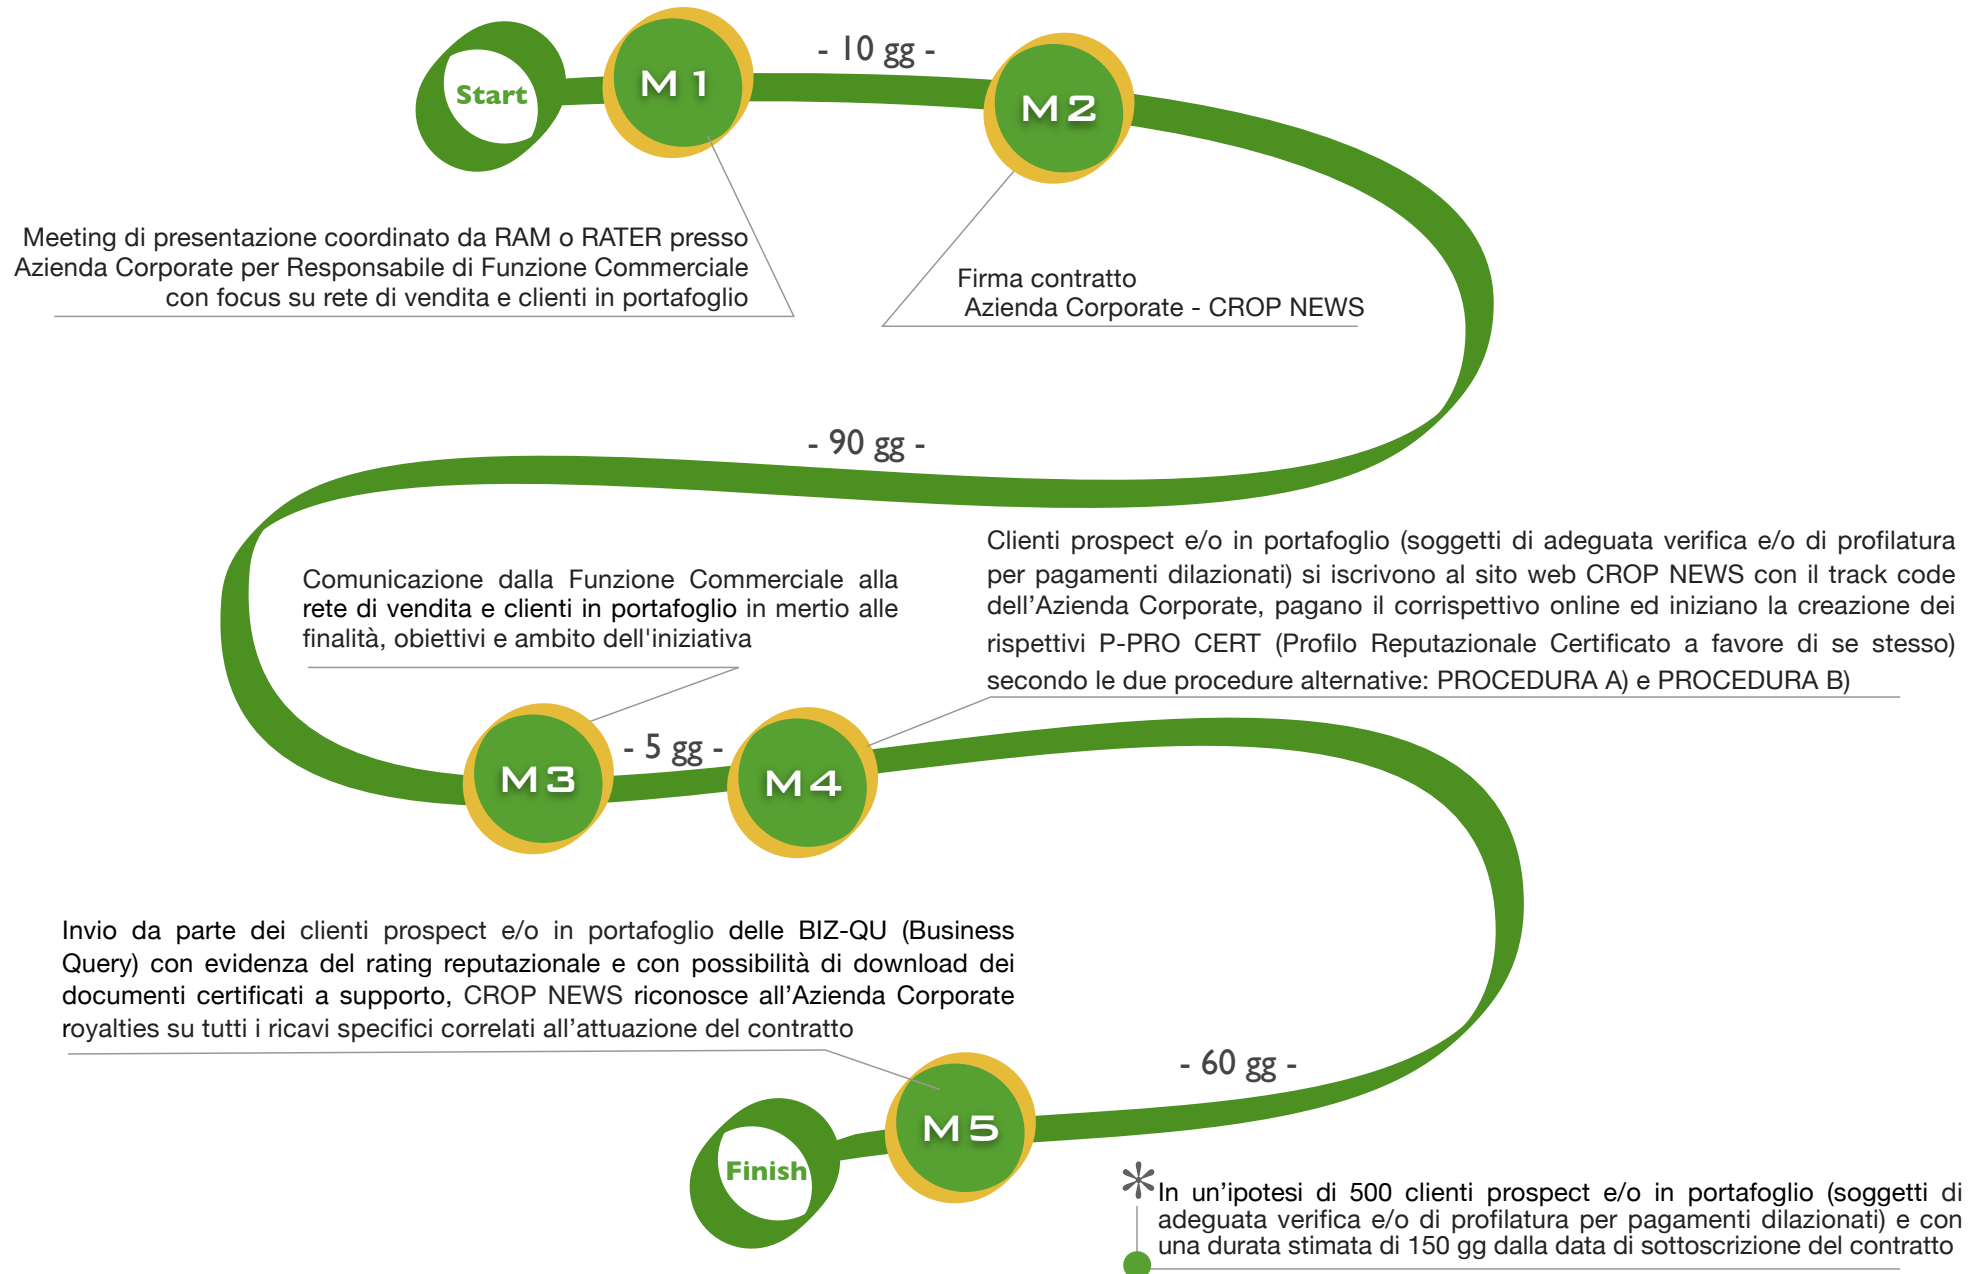 Start
M1
- 10 gg -
M2
Meeting di presentazione coordinato da RAM o RATER presso
Azienda Corporate per Responsabile di Funzione Commerciale
con focus su rete di vendita e clienti in portafoglio
Firma contratto
Azienda Corporate - CROP NEWS
- 90 gg -
Comunicazione dalla Funzione Commerciale alla
rete di vendita e clienti in portafoglio in mertio alle
finalità, obiettivi e ambito dell'iniziativa
Clienti prospect e/o in portafoglio (soggetti di adeguata verifica e/o di profilatura
per pagamenti dilazionati) si iscrivono al sito web CROP NEWS con il track code
dell’Azienda Corporate, pagano il corrispettivo online ed iniziano la creazione dei
rispettivi P-PRO CERT (Profilo Reputazionale Certificato a favore di se stesso)
secondo le due procedure alternative: PROCEDURA A) e PROCEDURA B)
M3
- 5 gg -
M4
Invio da parte dei clienti prospect e/o in portafoglio delle BIZ-QU (Business
Query) con evidenza del rating reputazionale e con possibilità di download dei
documenti certificati a supporto, CROP NEWS riconosce all’Azienda Corporate
royalties su tutti i ricavi specifici correlati all’attuazione del contratto
- 60 gg -
M5
Finish
*In un’ipotesi di 500 clienti prospect e/o in portafoglio (soggetti di
adeguata verifica e/o di profilatura per pagamenti dilazionati) e con
una durata stimata di 150 gg dalla data di sottoscrizione del contratto